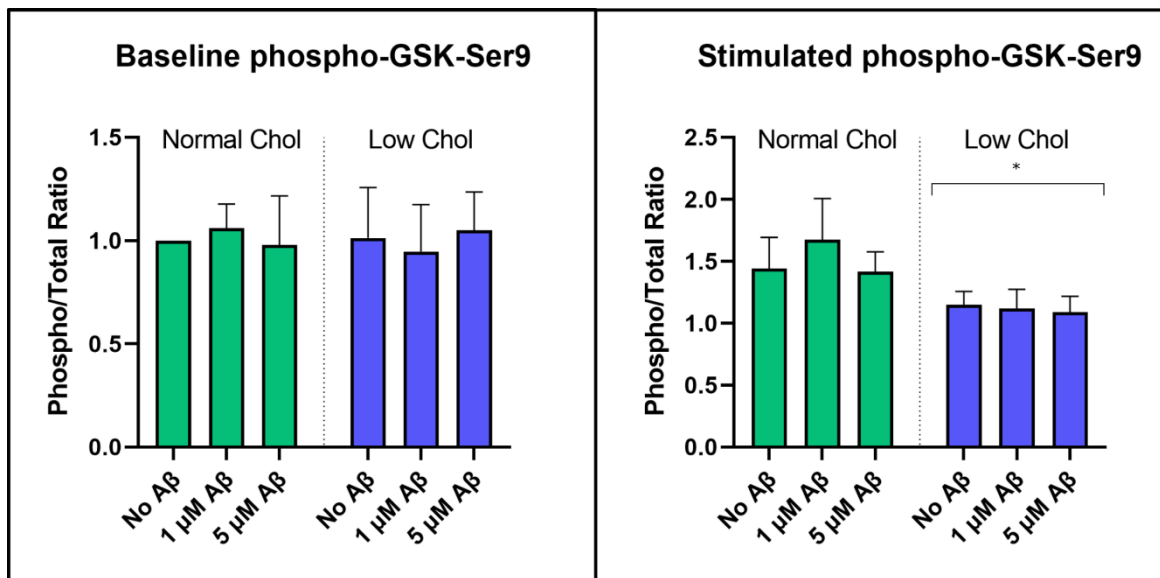 Baseline phospho-GSK-Ser9
Normal Chol
Low Chol
Phospho/Total Ratio
1.5
1.0
0.5
0.0
No Aβ
1 µM Aβ
5 µM Aβ
No Aβ
1 µM Aβ
5 µM Aβ
Stimulated phospho-GSK-Ser9
Normal Chol
Low Chol
*
Phospho/Total Ratio
2.5
2.0
1.5
1.0
0.5
0.0
No Aβ
1 µM Aβ
5 µM Aβ
No Aβ
1 µM Aβ
5 µM Aβ